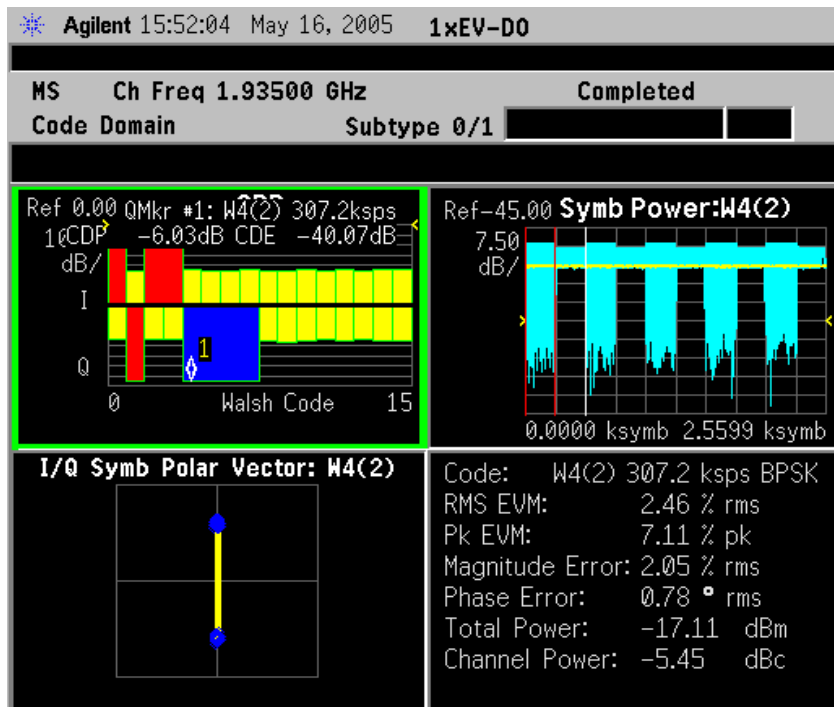 Agilent 15:52:04 May 16, 2005 1xEV-DO
MS Ch Freq 1.93500 GHz Completed
Code Domain Subtype 0/1
Ref 0.00 QMkr #1: W4(2) 307.2ksps
CDP -6.03dB CDE -40.07dB
dB/
I
1
Q
0 Walsh Code 15
Ref-45.00 Symb Power:W4(2)
7.50
dB/
0.0000 ksymb 2.5599 ksymb
I/Q Symb Polar Vector: W4(2)
Code: W4(2) 307.2 ksps BPSK
RMS EVM: 2.46 % rms
Pk EVM: 7.11 % pk
Magnitude Error: 2.05 % rms
Phase Error: 0.78 ° rms
Total Power: -17.11 dBm
Channel Power: -5.45 dBc